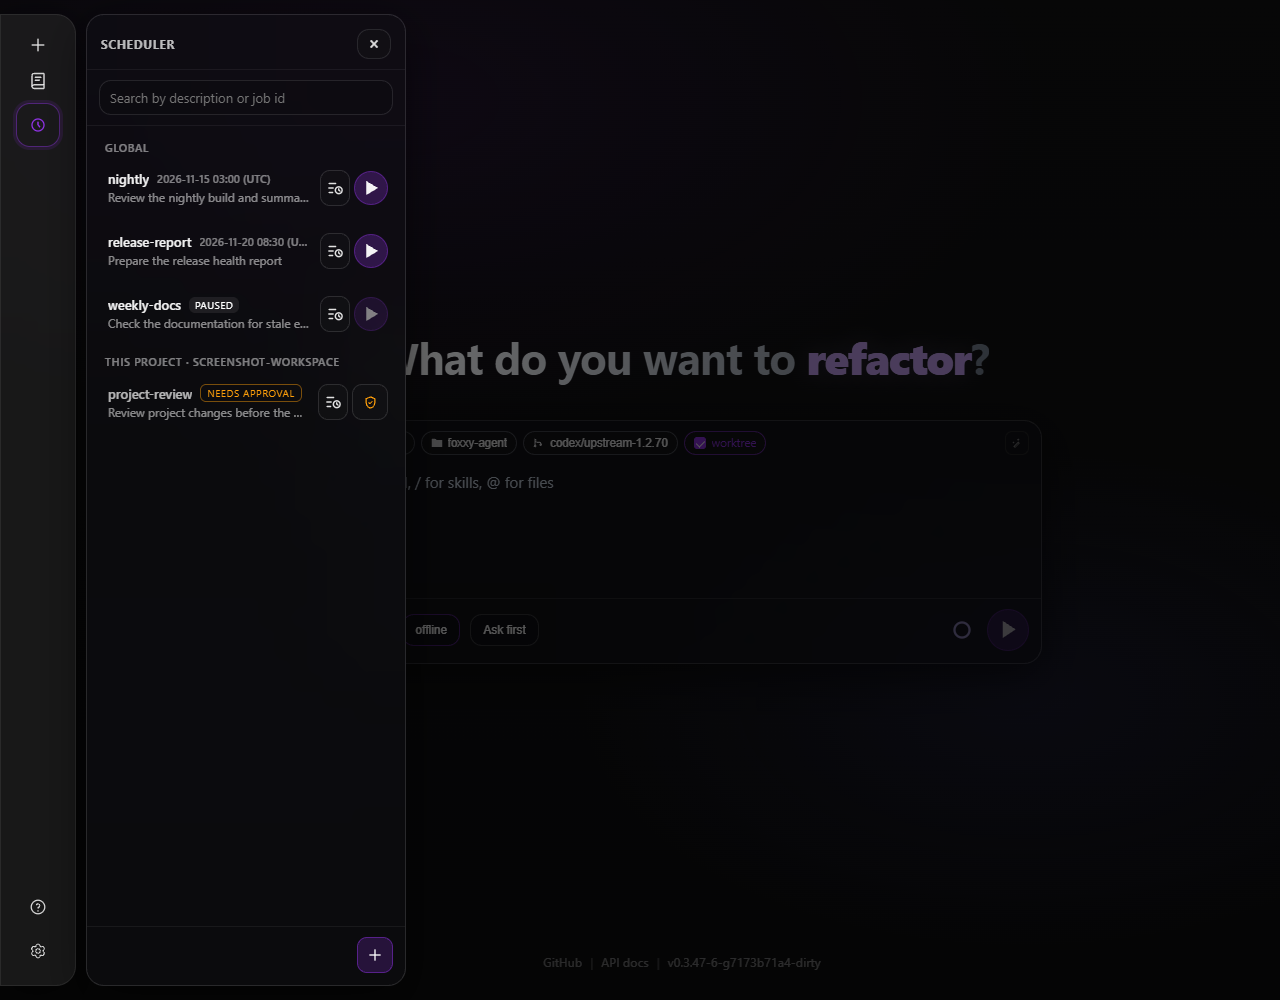 SCHEDULER
Search by description or job id
GLOBAL
nightly 2026-11-15 03:00 (UTC)
Review the nightly build and summa...
release-report 2026-11-20 08:30 (U...
Prepare the release health report
weekly-docs PAUSED
Check the documentation for stale e...
THIS PROJECT · SCREENSHOT-WORKSPACE
project-review NEEDS APPROVAL
Review project changes before the ...
What do you want to refactor?
foxxy-agent codex/upstream-1.2.70 worktree
, / for skills, @ for files
offline Ask first
GitHub | API docs | v0.3.47-6-g7173b71a4-dirty